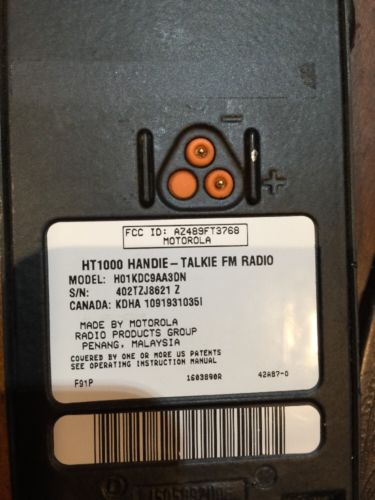 FCC ID: AZ489FT3768
MOTOROLA
HT1000 HANDIE-TALKIE FM RADIO
MODEL: H01KDC9AA3DN
S/N: 402TZJ8621 Z
CANADA: KDHA 1091931035I
MADE BY MOTOROLA
RADIO PRODUCTS GROUP
PENANG, MALAYSIA
COVERED BY ONE OR MORE US PATENTS
SEE OPERATING INSTRUCTION MANUAL
F01P 1603890R 42A87-0